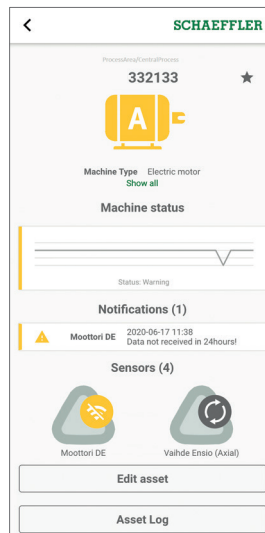 SCHAEFFLER
ProcessArea/CentralProcess
332133
A
Machine Type Electric motor
Show all
Machine status
Status: Warning
Notifications (1)
Moottori DE 2020-06-17 11:38
Data not received in 24hours!
Sensors (4)
Moottori DE Vaihde Ensio (Axial)
Edit asset
Asset Log